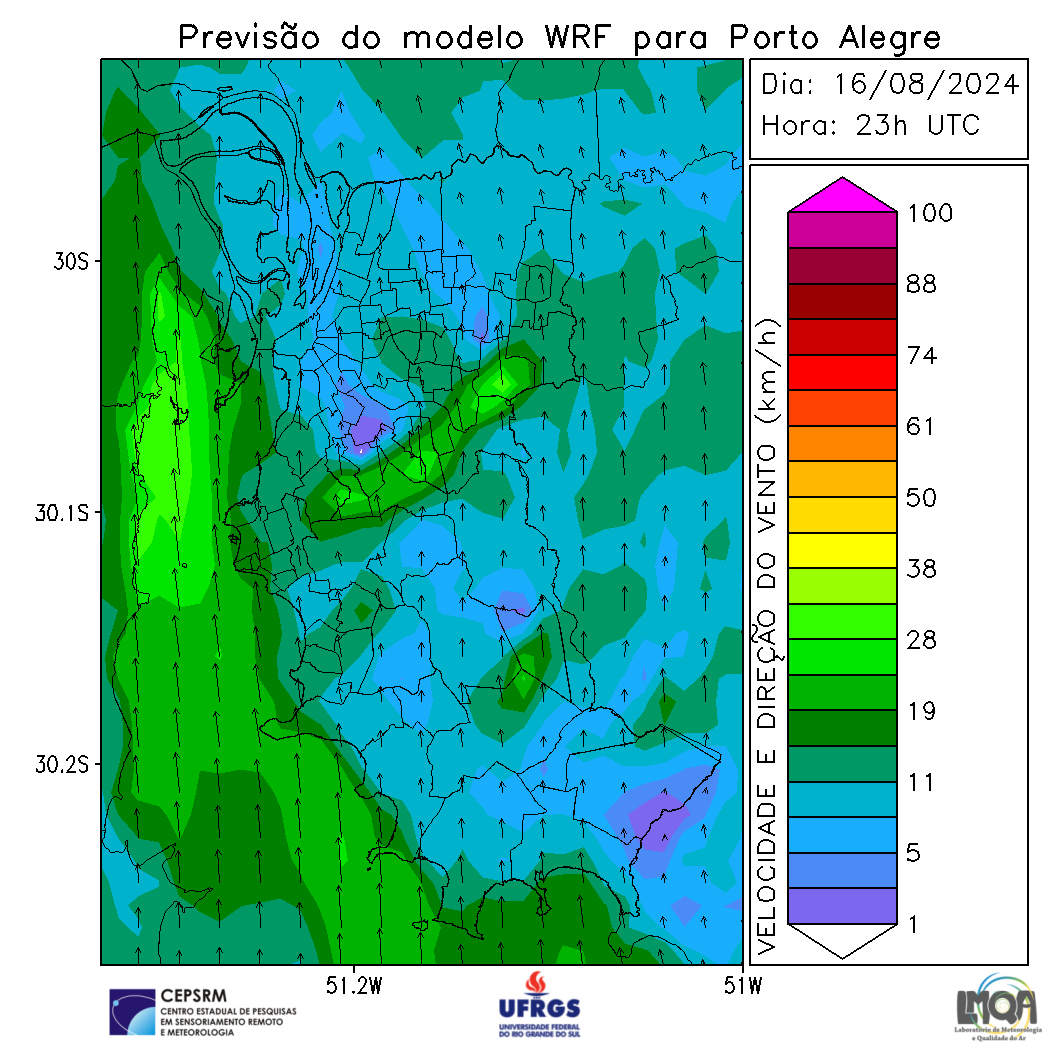 Previsão do modelo WRF para Porto Alegre
Dia: 16/08/2024
Hora: 23h UTC
30S
30.1S
30.2S
51.2W
51W
VELOCIDADE E DIREÇÃO DO VENTO (km/h)
100
88
74
61
50
38
28
19
11
5
1
CEPSRM
CENTRO ESTADUAL DE PESQUISAS
EM SENSORIAMENTO REMOTO
E METEOROLOGIA
UFRGS
UNIVERSIDADE FEDERAL
DO RIO GRANDE DO SUL
LMQA
Laboratório de Meteorologia
e Qualidade do Ar